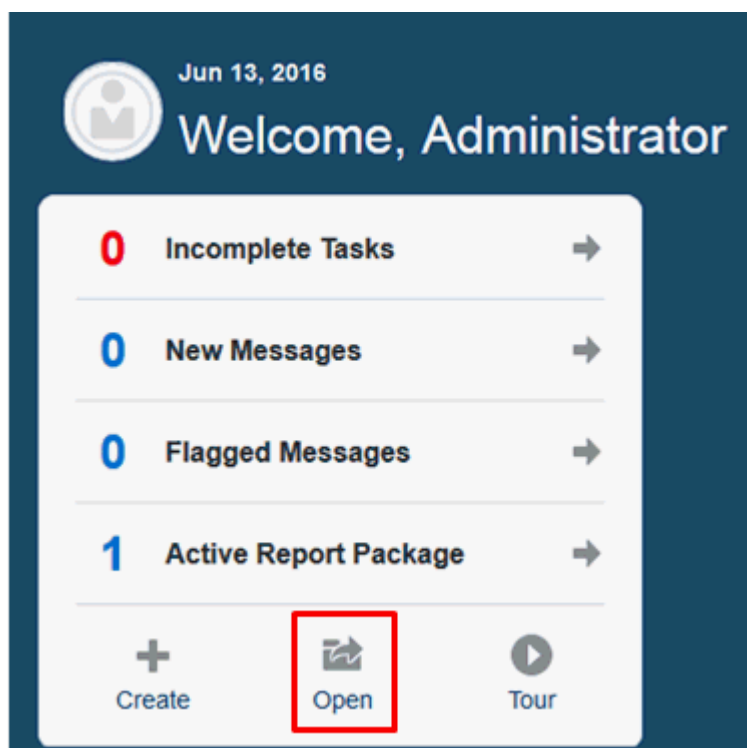 Jun 13, 2016
Welcome, Administrator
0 Incomplete Tasks
0 New Messages
0 Flagged Messages
1 Active Report Package
Create Open Tour